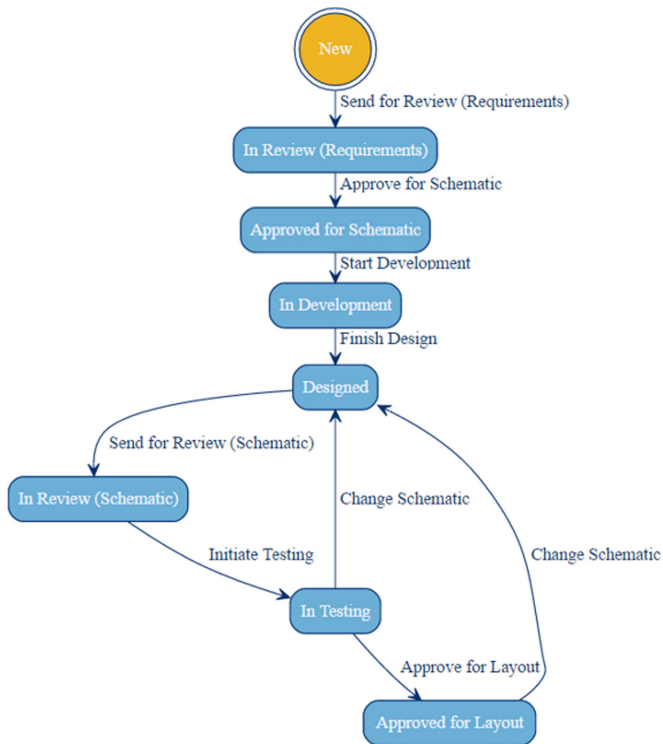 New
Send for Review (Requirements)
In Review (Requirements)
Approve for Schematic
Approved for Schematic
Start Development
In Development
Finish Design
Designed
Send for Review (Schematic)
In Review (Schematic)
Change Schematic
Initiate Testing
Change Schematic
In Testing
Approve for Layout
Approved for Layout